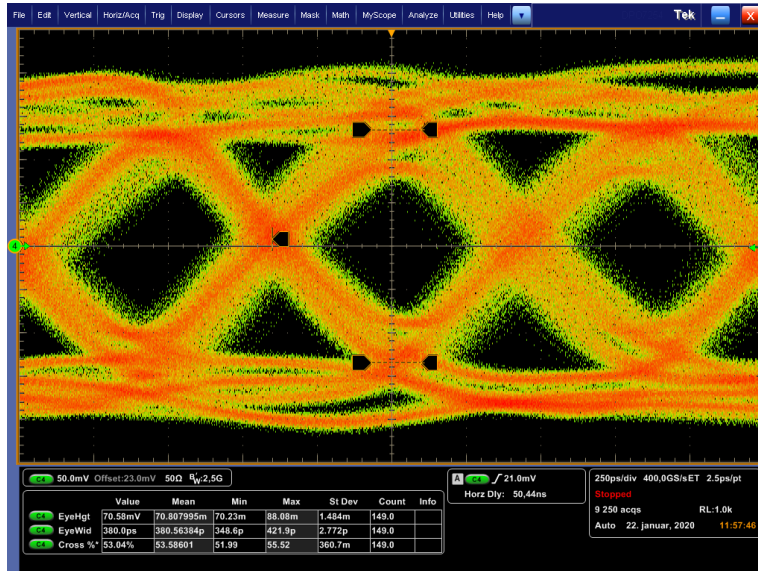 File Edit Vertical Horiz/Acq Trig Display Cursors Measure Mask Math MyScope Analyze Utilities Help Tek X
4
C4 50.0mV Offset:23.0mV 50Ω BW:2,5G
Value Mean Min Max St Dev Count Info
C4 EyeHgt 70.58mV 70.807995m 70.23m 88.08m 1.484m 149.0
C4 EyeWid 380.0ps 380.56384p 348.6p 421.9p 2.772p 149.0
C4 Cross %* 53.04% 53.58601 51.99 55.52 360.7m 149.0
A C4 21.0mV
Horz Dly: 50,44ns
250ps/div 400,0GS/s ET 2.5ps/pt
Stopped
9 250 acqs RL:1.0k
Auto 22. januar, 2020 11:57:46